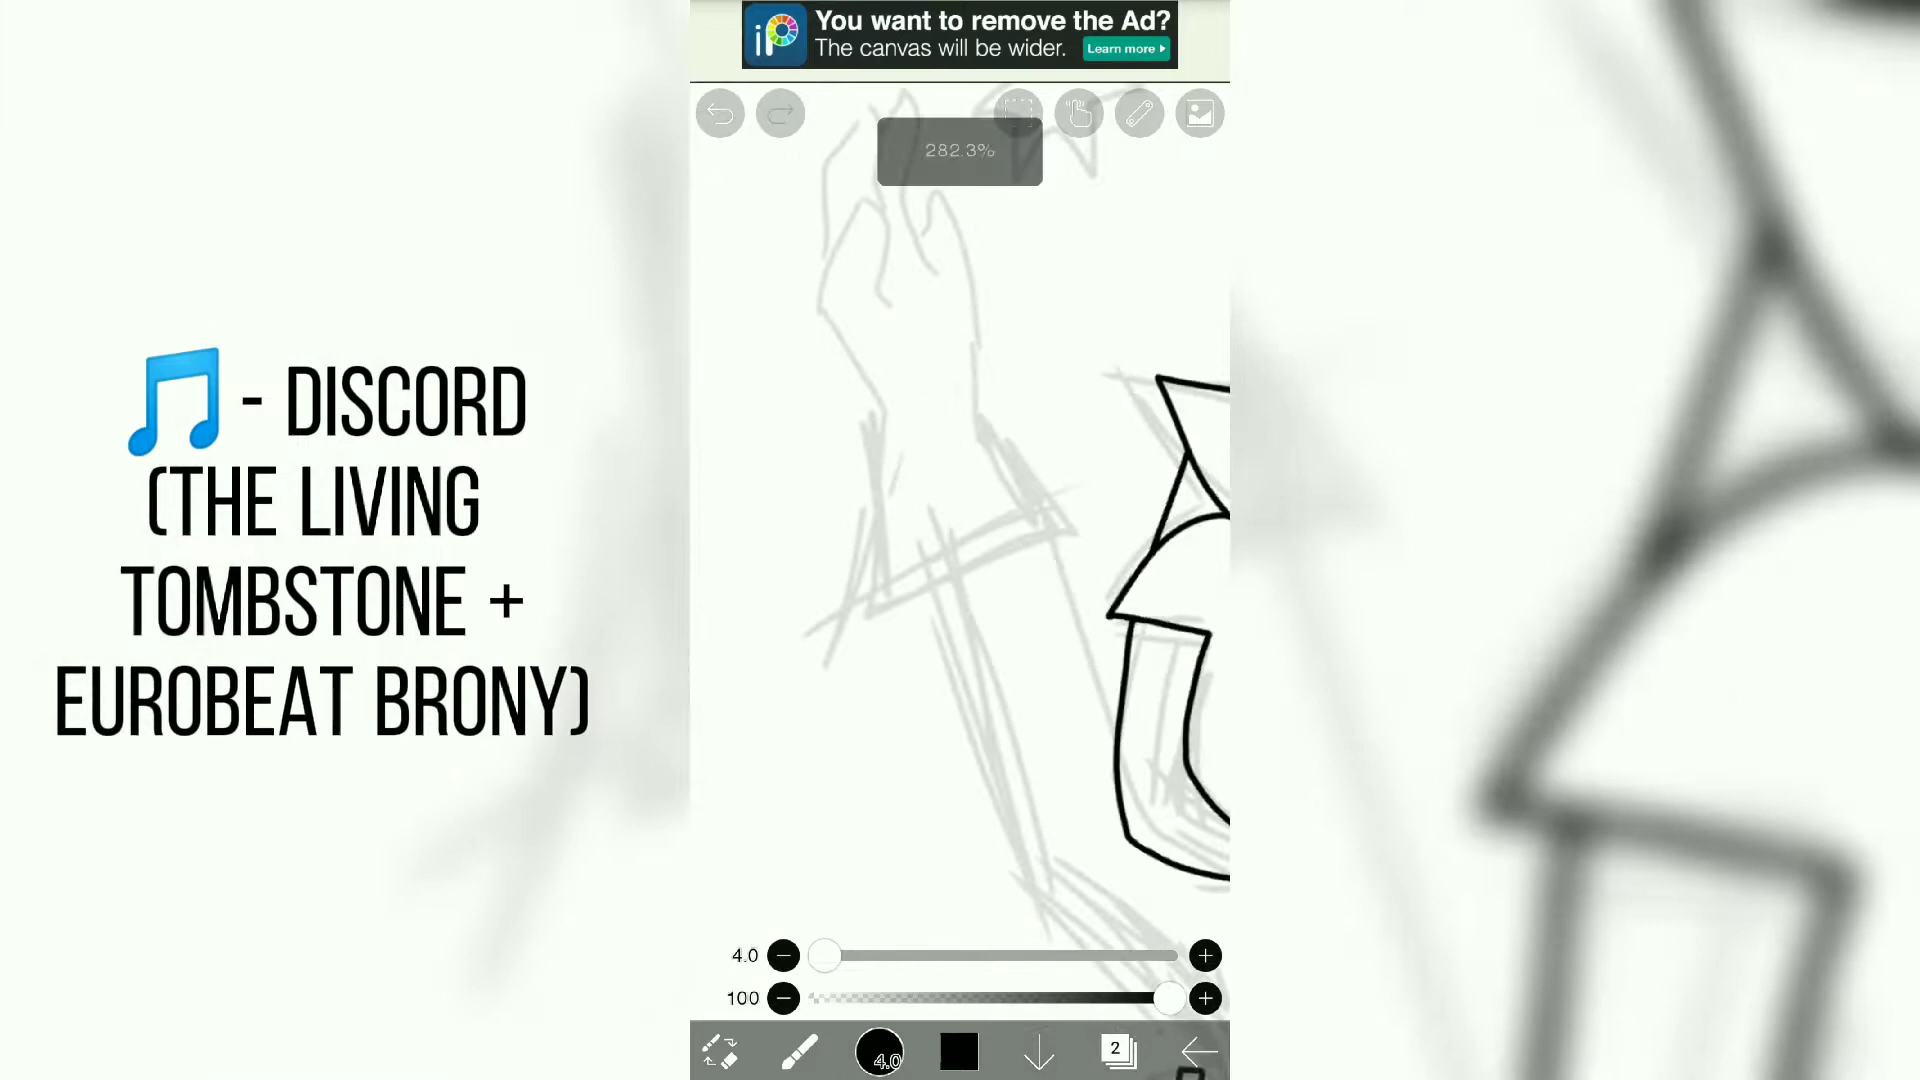 iP
You want to remove the Ad?
The canvas will be wider.
Learn more
282.3%
🎵 - DISCORD
(THE LIVING
TOMBSTONE +
EUROBEAT BRONY)
4.0
100
4.0
2